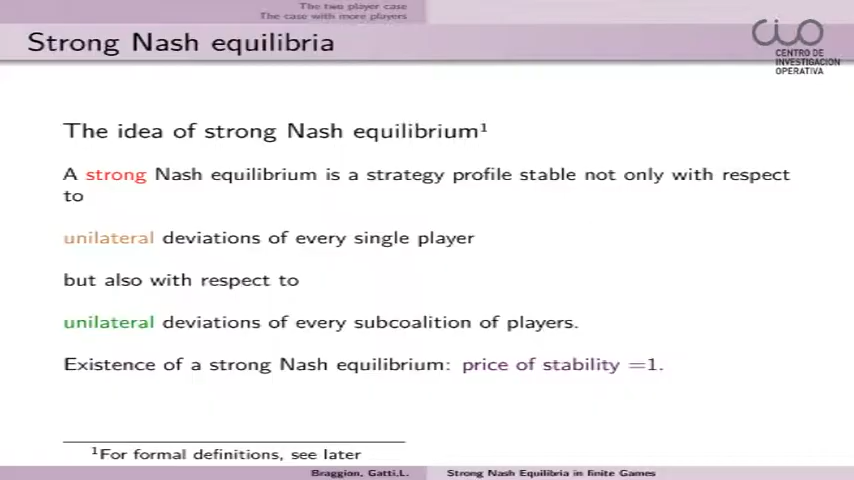 The two player case
The case with more players
Strong Nash equilibria
CIO
CENTRO DE
INVESTIGACION
OPERATIVA
The idea of strong Nash equilibrium¹
A strong Nash equilibrium is a strategy profile stable not only with respect
to
unilateral deviations of every single player
but also with respect to
unilateral deviations of every subcoalition of players.
Existence of a strong Nash equilibrium: price of stability =1.
¹For formal definitions, see later
Braggion, Gatti,L.
Strong Nash Equilibria in finite Games